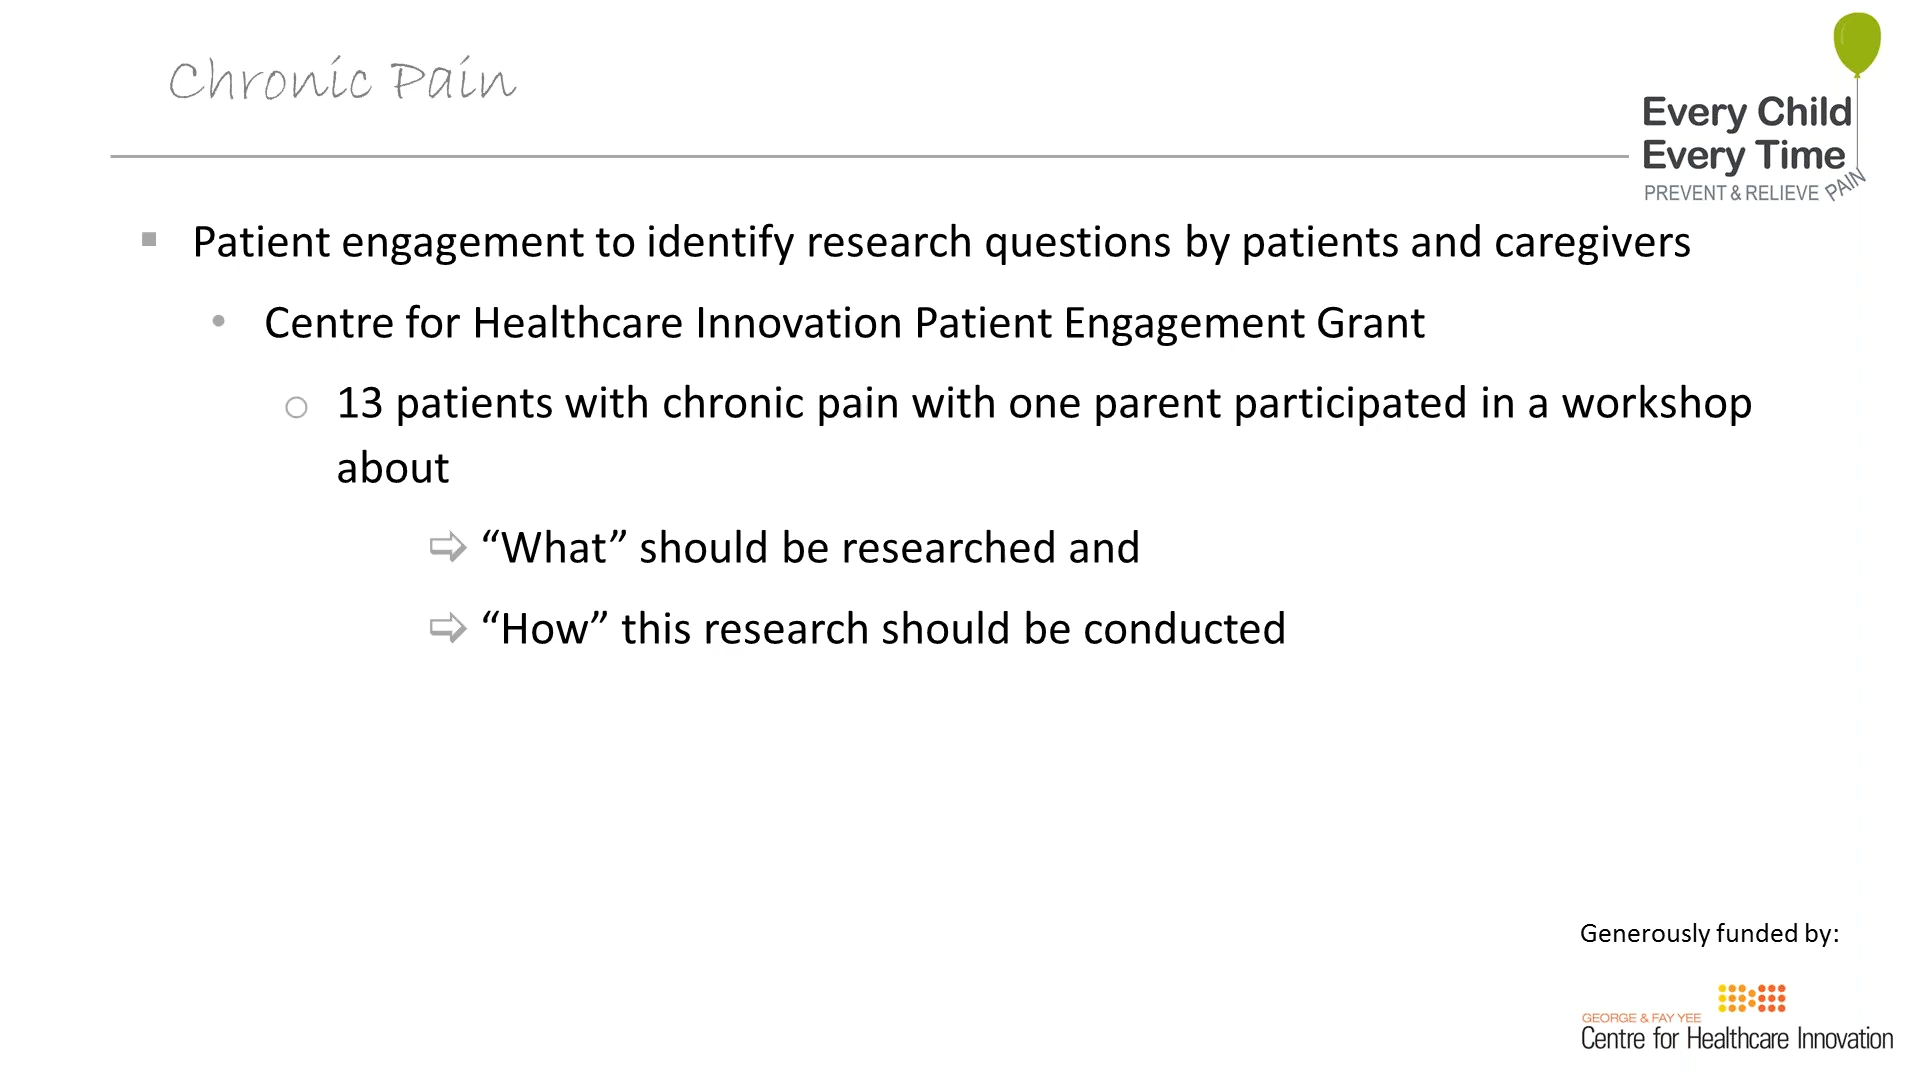 Chronic Pain
Every Child
Every Time
PREVENT & RELIEVE PAIN
Patient engagement to identify research questions by patients and caregivers
Centre for Healthcare Innovation Patient Engagement Grant
13 patients with chronic pain with one parent participated in a workshop
about
“What” should be researched and
“How” this research should be conducted
Generously funded by:
GEORGE & FAY YEE
Centre for Healthcare Innovation